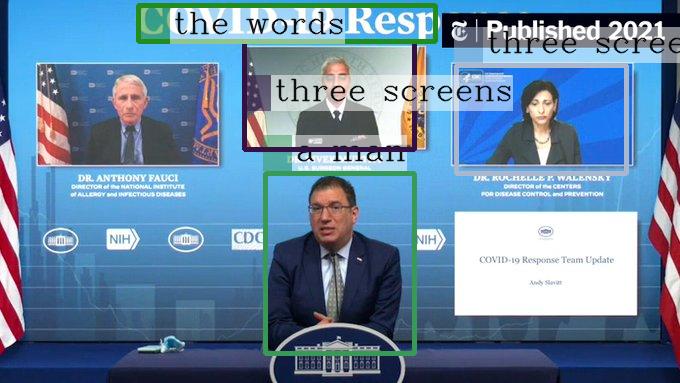 COVID-19 Resp
the words
Published 2021
three scree
three screens
a man
DR. ANTHONY FAUCI
DIRECTOR of the NATIONAL INSTITUTE
of ALLERGY and INFECTIOUS DISEASES
U.S. SURGEON GENERAL
DR. ROCHELLE P. WALENSKY
DIRECTOR of the CENTERS
FOR DISEASE CONTROL and PREVENTION
NIH
CDC
NIH
COVID-19 Response Team Update
Andy Slavitt